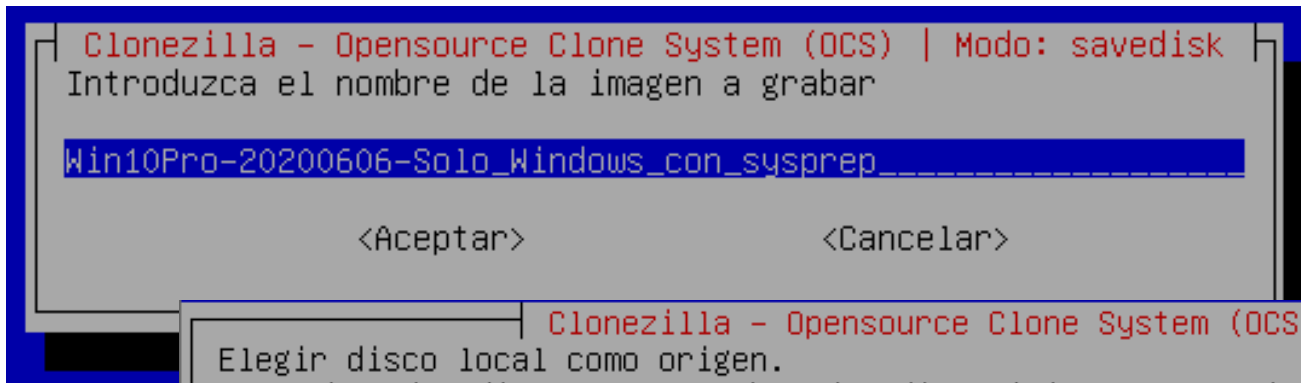 Clonezilla - Opensource Clone System (OCS) | Modo: savedisk
Introduzca el nombre de la imagen a grabar
Win10Pro-20200606-Solo_Windows_con_sysprep___________________
<Aceptar> <Cancelar>
Clonezilla - Opensource Clone System (OCS
Elegir disco local como origen.